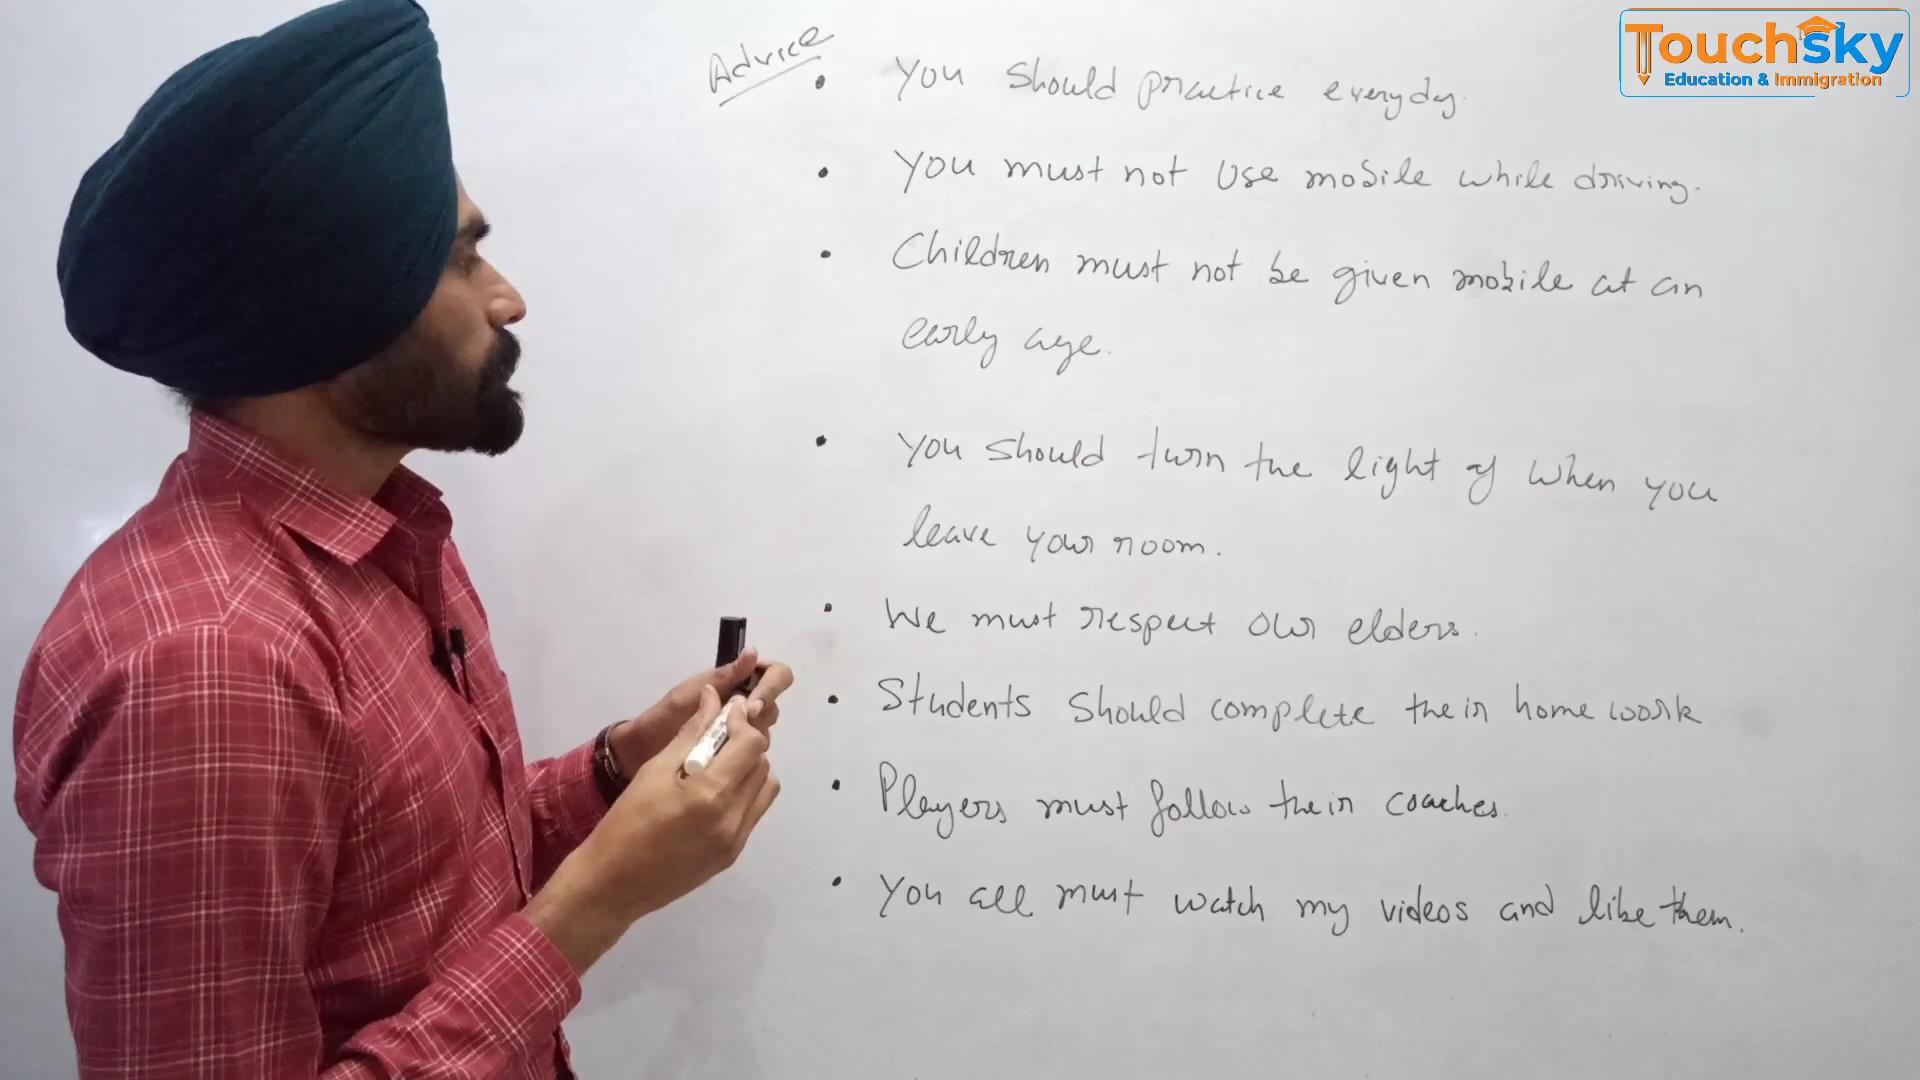 Touchsky
Education & Immigration
Advice
• You should practice everyday.
• You must not use mobile while driving.
• Children must not be given mobile at an
early age.
• You should turn the light of when you
leave your room.
• We must respect our elders.
• Students should complete their home work
• Players must follow their coaches.
• You all must watch my videos and like them.